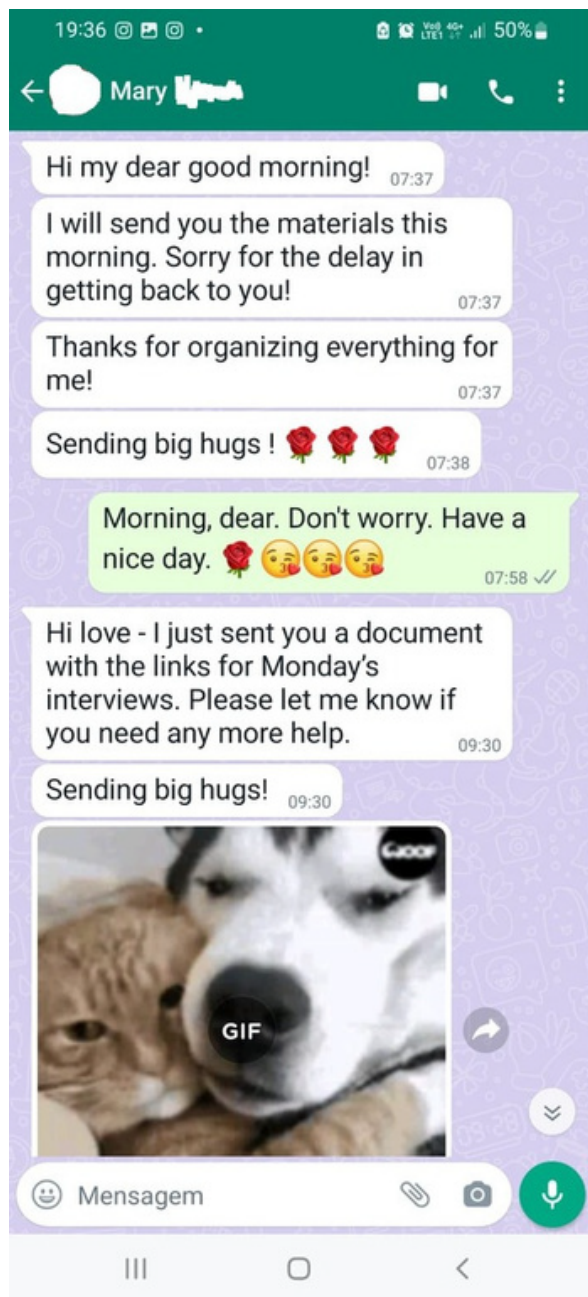 19:36
Vo)) 4G+
LTE1 50%
Mary
Hi my dear good morning!
07:37
I will send you the materials this
morning. Sorry for the delay in
getting back to you!
07:37
Thanks for organizing everything for
me!
07:37
Sending big hugs ! 🌹🌹🌹
07:38
Morning, dear. Don't worry. Have a
nice day. 🌹😘😘😘
07:58
Hi love - I just sent you a document
with the links for Monday's
interviews. Please let me know if
you need any more help.
09:30
Sending big hugs! 09:30
GIF
Mensagem